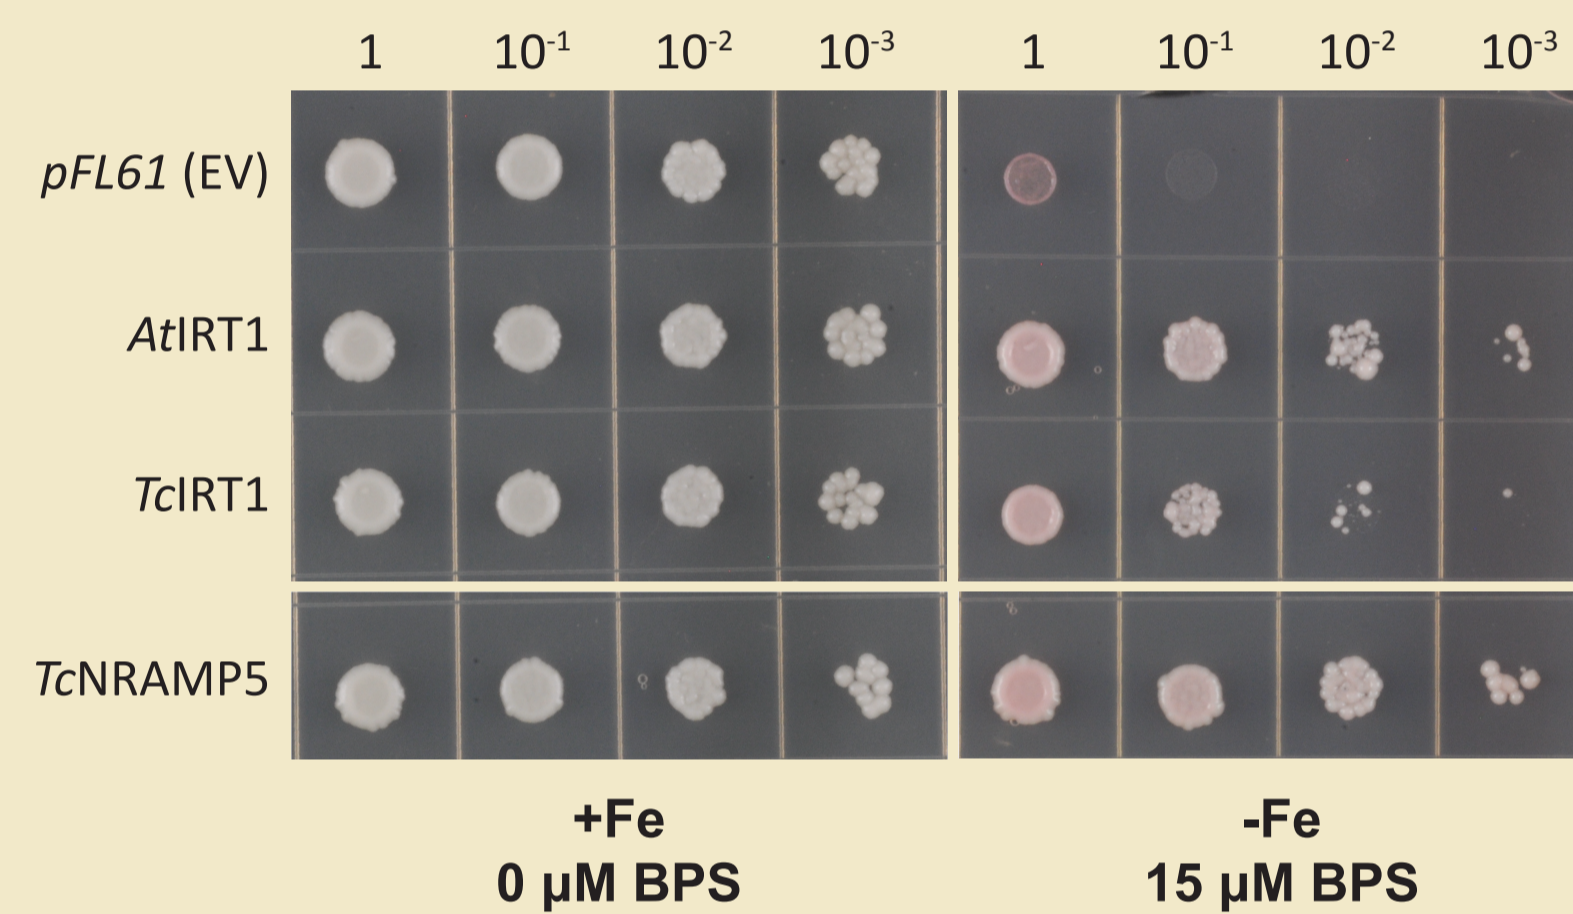 1 10⁻¹ 10⁻² 10⁻³ 1 10⁻¹ 10⁻² 10⁻³
pFL61 (EV)
AtIRT1
TcIRT1
TcNRAMP5
+Fe -Fe
0 µM BPS 15 µM BPS